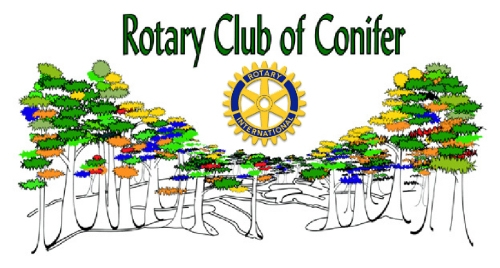 Rotary Club of Conifer
ROTARY
INTERNATIONAL